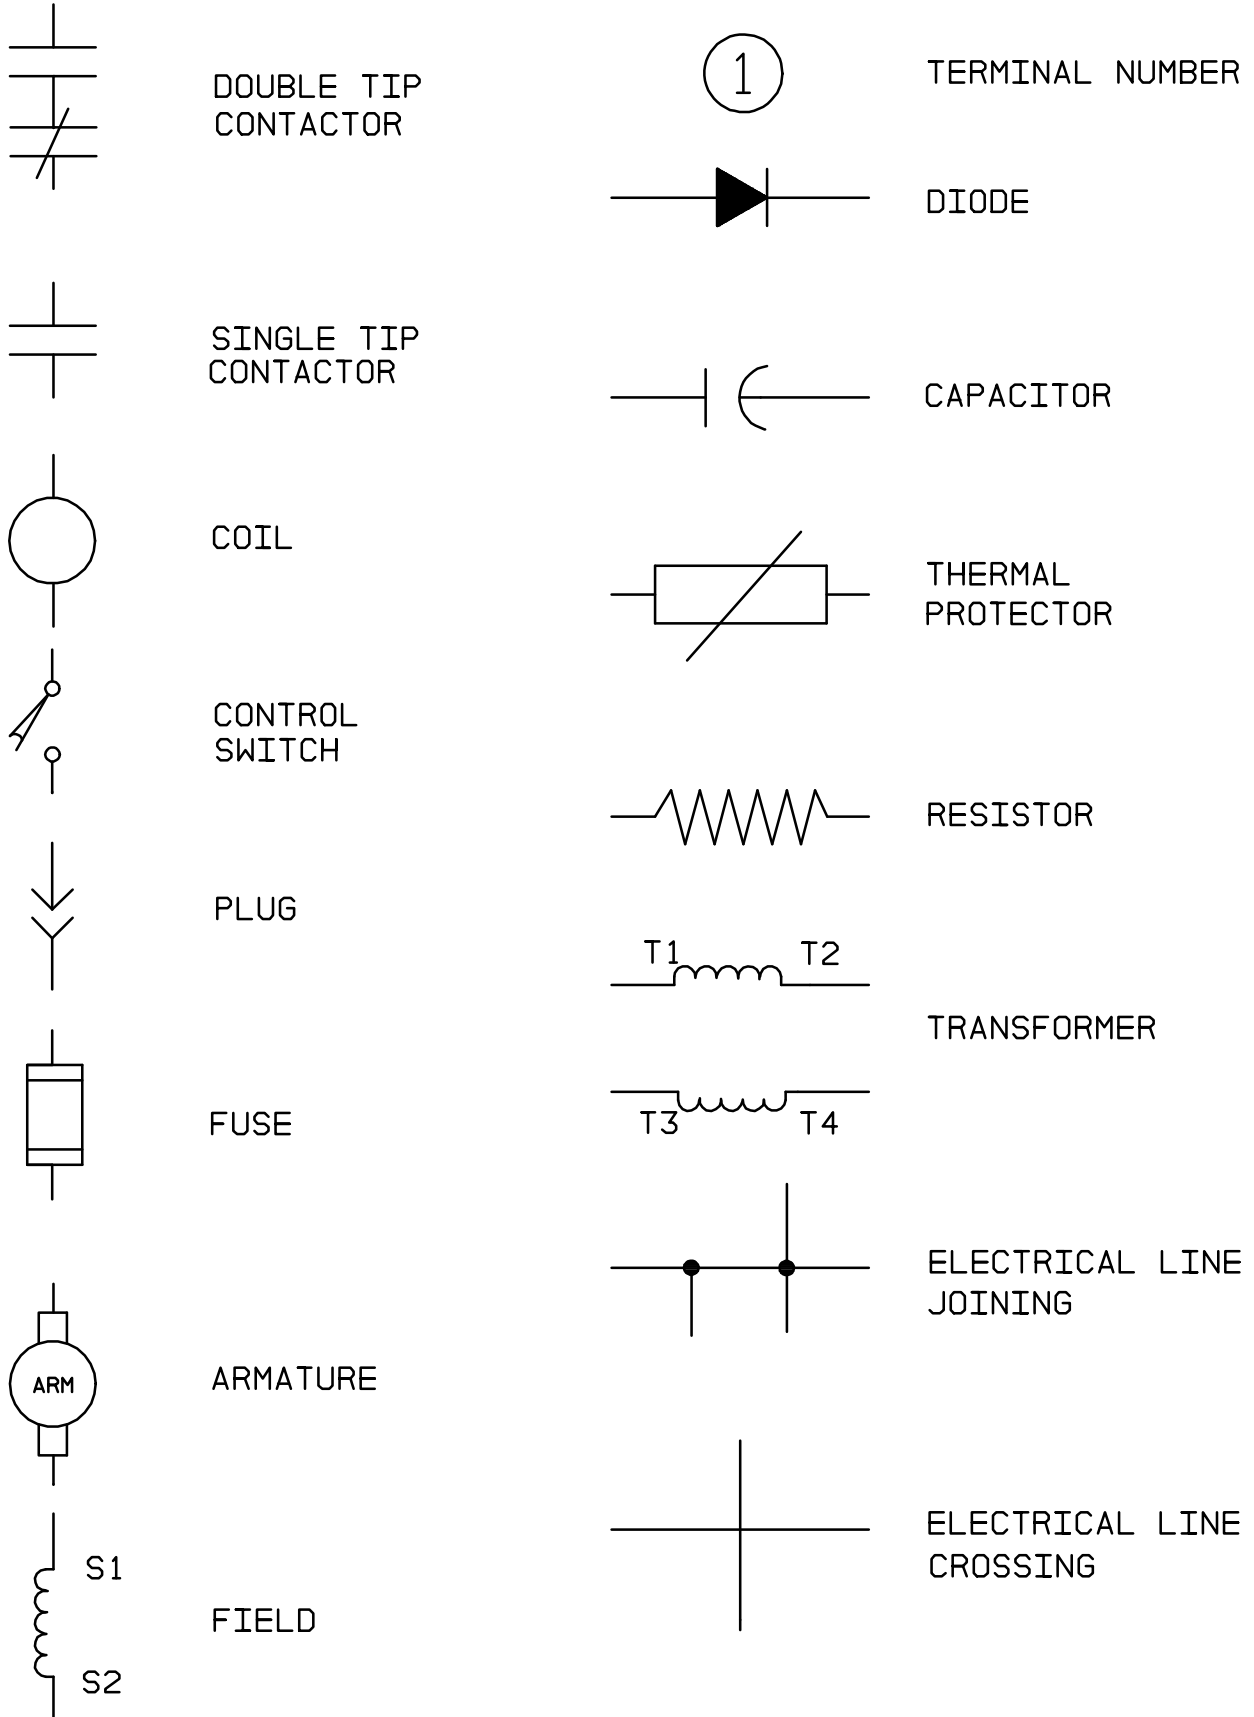 DOUBLE TIP
CONTACTOR
SINGLE TIP
CONTACTOR
COIL
CONTROL
SWITCH
PLUG
FUSE
ARM
ARMATURE
S1
FIELD
S2
1
TERMINAL NUMBER
DIODE
CAPACITOR
THERMAL
PROTECTOR
RESISTOR
T1 T2
TRANSFORMER
T3 T4
ELECTRICAL LINE
JOINING
ELECTRICAL LINE
CROSSING